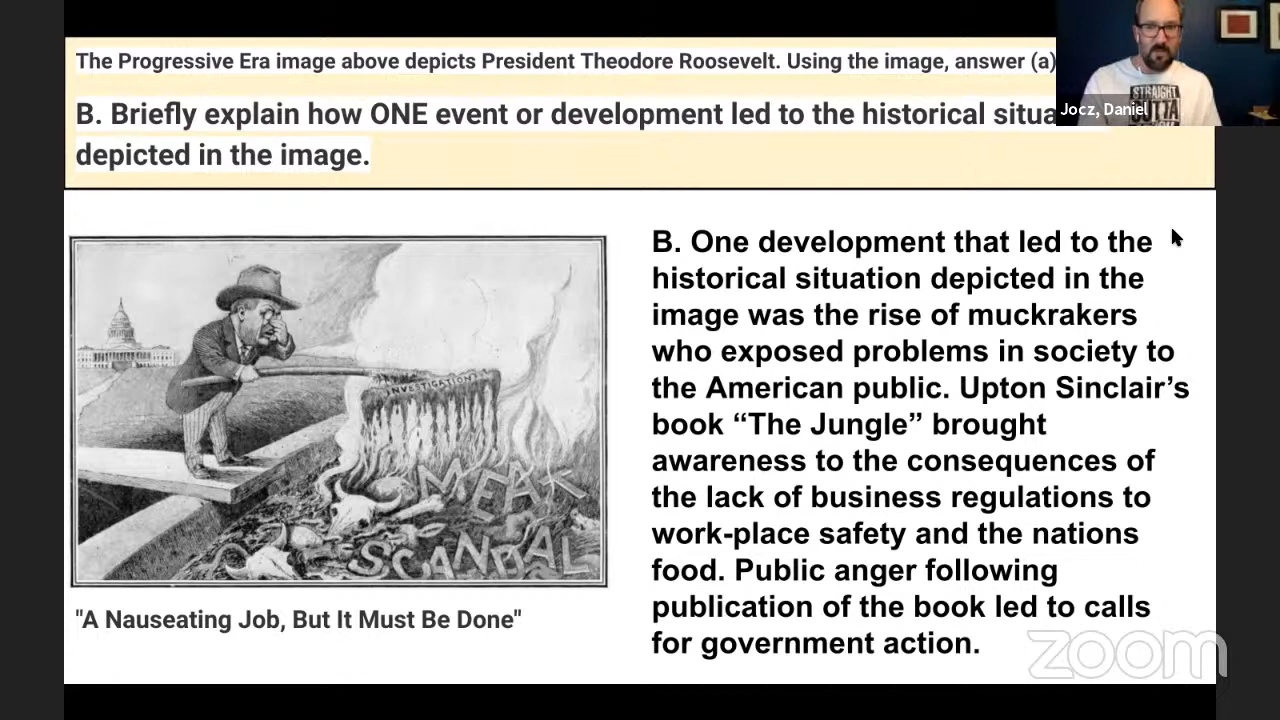 The Progressive Era image above depicts President Theodore Roosevelt. Using the image, answer (a)
B. Briefly explain how ONE event or development led to the historical
depicted in the image.
STRAIGHT
OUTTA
Jocz, Daniel
INVESTIGATION
MEAT
SCANDAL
"A Nauseating Job, But It Must Be Done"
B. One development that led to the
historical situation depicted in the
image was the rise of muckrakers
who exposed problems in society to
the American public. Upton Sinclair’s
book “The Jungle” brought
awareness to the consequences of
the lack of business regulations to
work-place safety and the nations
food. Public anger following
publication of the book led to calls
for government action.
zoom